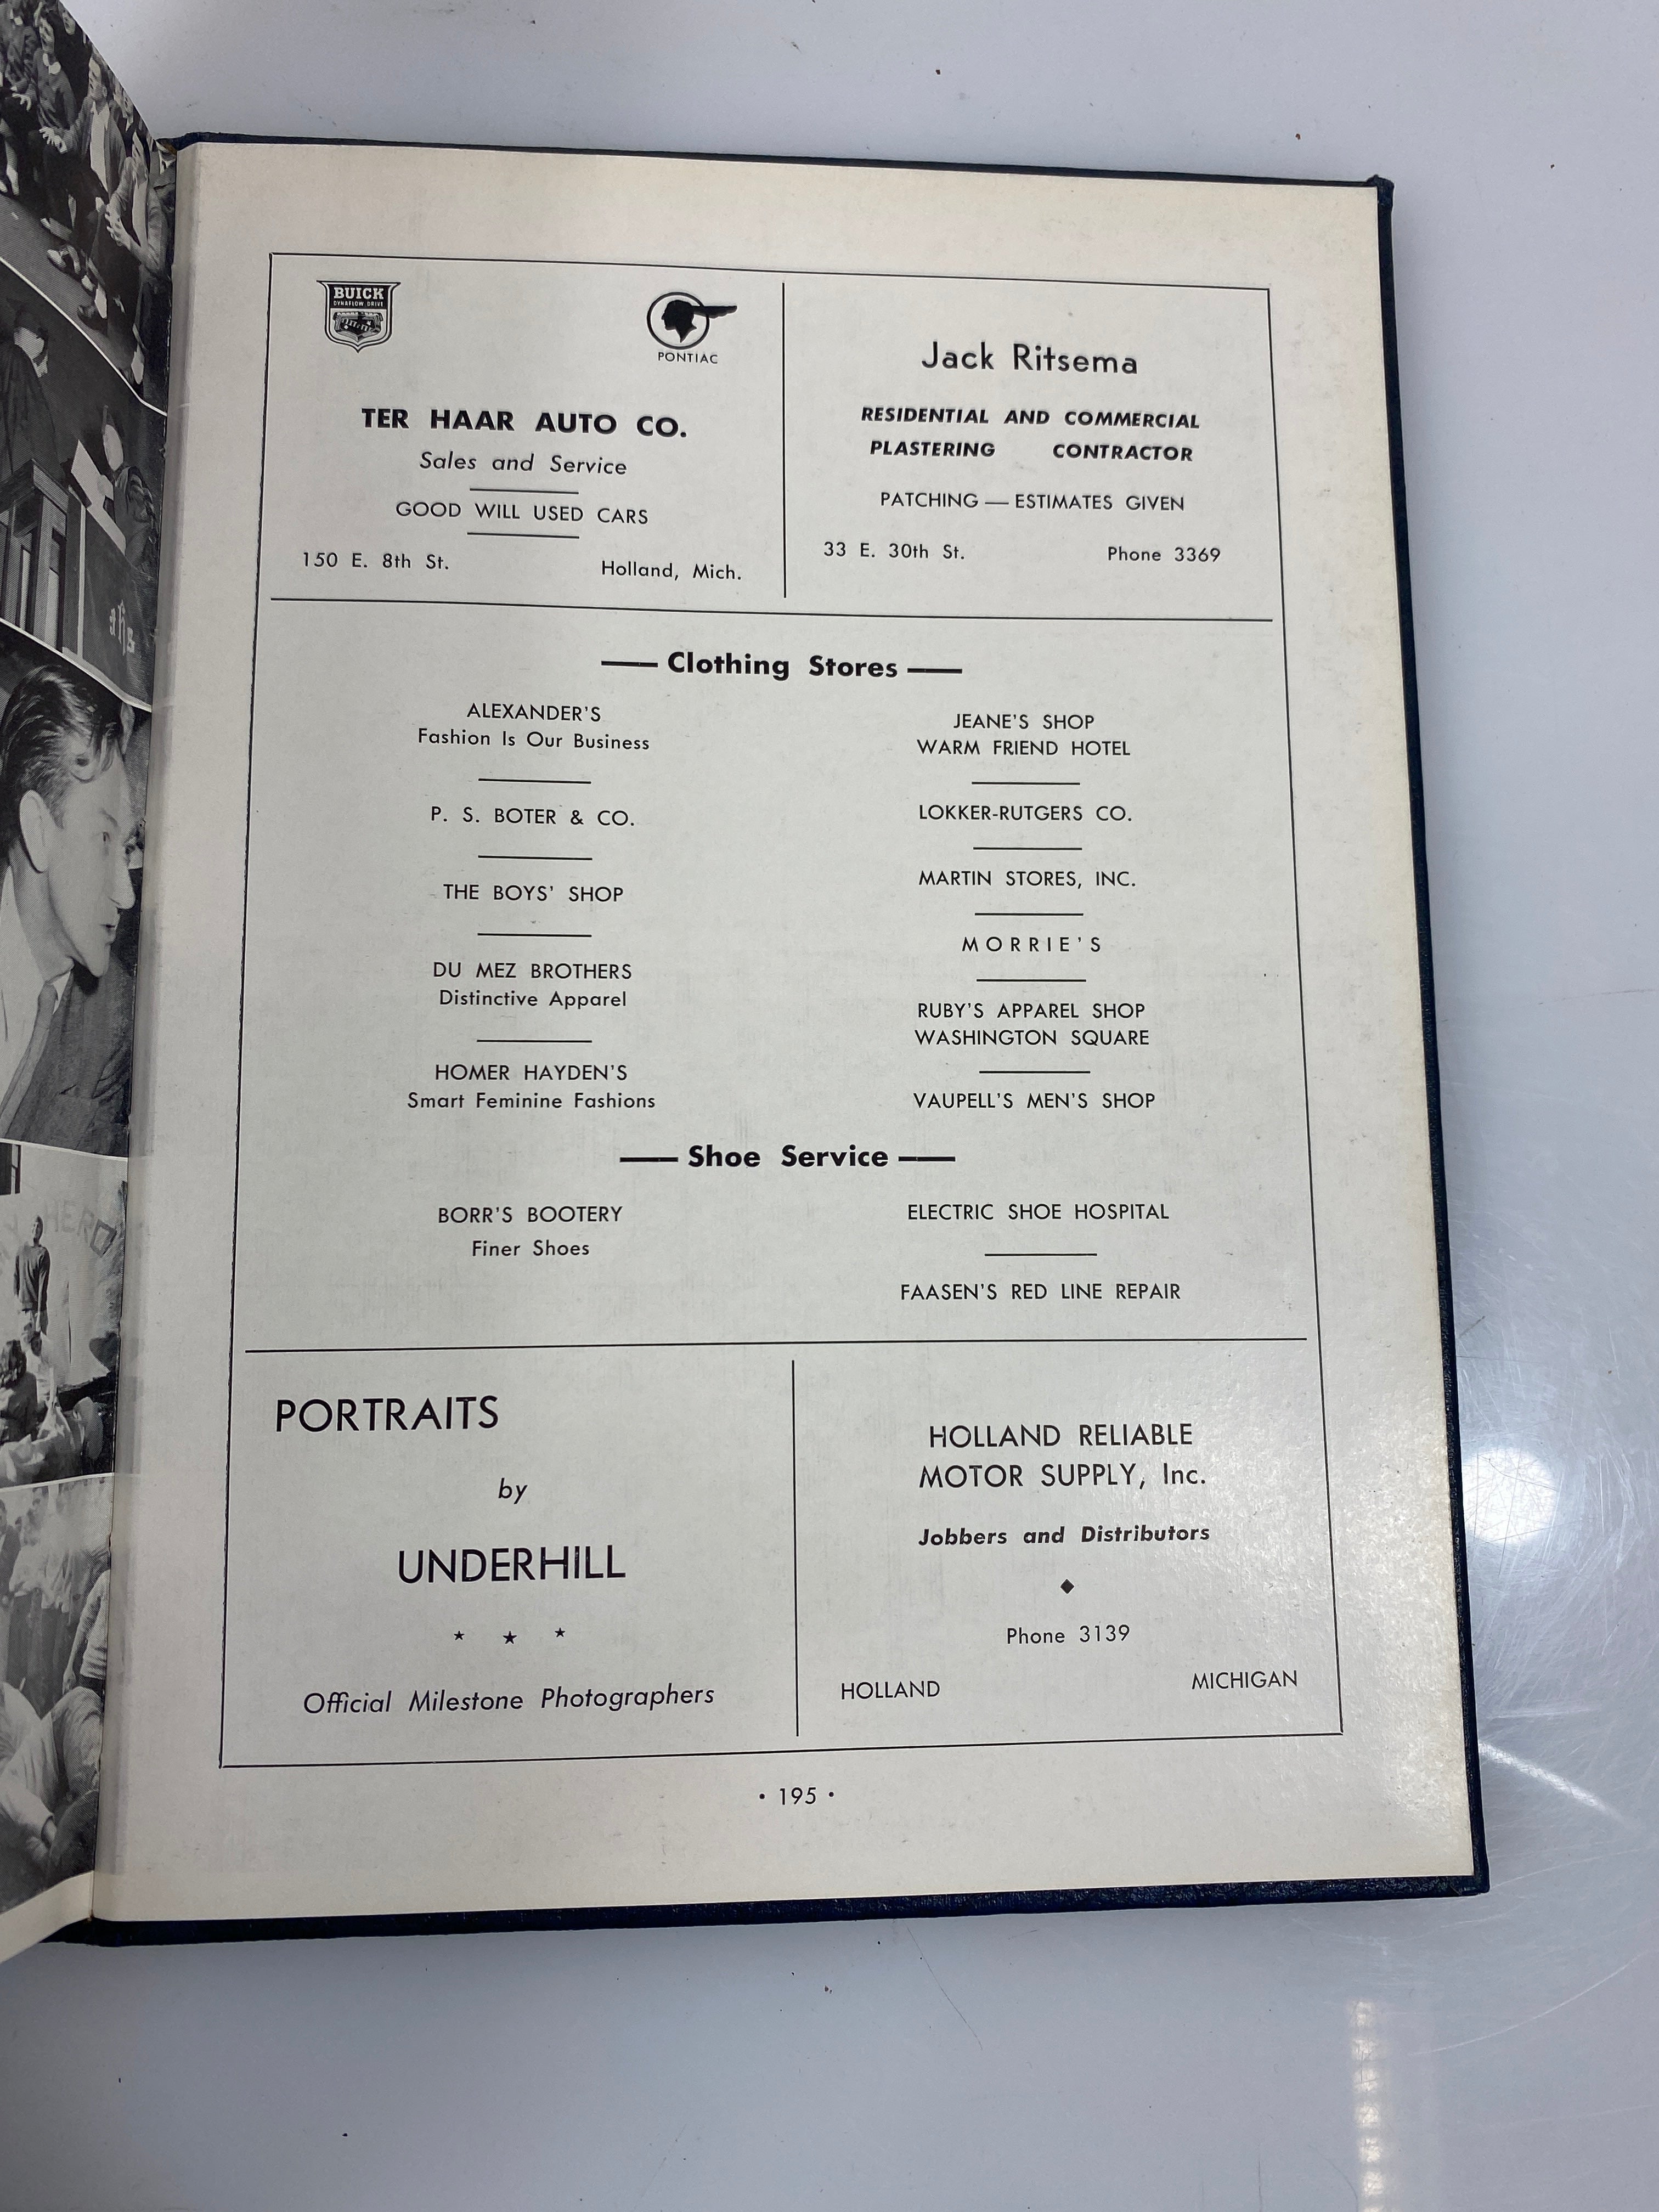 BUICK
DYNAFLOW DRIVE
PONTIAC
TER HAAR AUTO CO.
Sales and Service
GOOD WILL USED CARS
150 E. 8th St.
Holland, Mich.
Jack Ritsema
RESIDENTIAL AND COMMERCIAL
PLASTERING CONTRACTOR
PATCHING — ESTIMATES GIVEN
33 E. 30th St.
Phone 3369
— Clothing Stores —
ALEXANDER'S
Fashion Is Our Business
P. S. BOTER & CO.
THE BOYS' SHOP
DU MEZ BROTHERS
Distinctive Apparel
HOMER HAYDEN'S
Smart Feminine Fashions
JEANE'S SHOP
WARM FRIEND HOTEL
LOKKER-RUTGERS CO.
MARTIN STORES, INC.
MORRIE'S
RUBY'S APPAREL SHOP
WASHINGTON SQUARE
VAUPELL'S MEN'S SHOP
— Shoe Service —
BORR'S BOOTERY
Finer Shoes
ELECTRIC SHOE HOSPITAL
FAASEN'S RED LINE REPAIR
PORTRAITS
by
UNDERHILL
★ ★ ★
Official Milestone Photographers
HOLLAND RELIABLE
MOTOR SUPPLY, Inc.
Jobbers and Distributors
◆
Phone 3139
HOLLAND
MICHIGAN
• 195 •